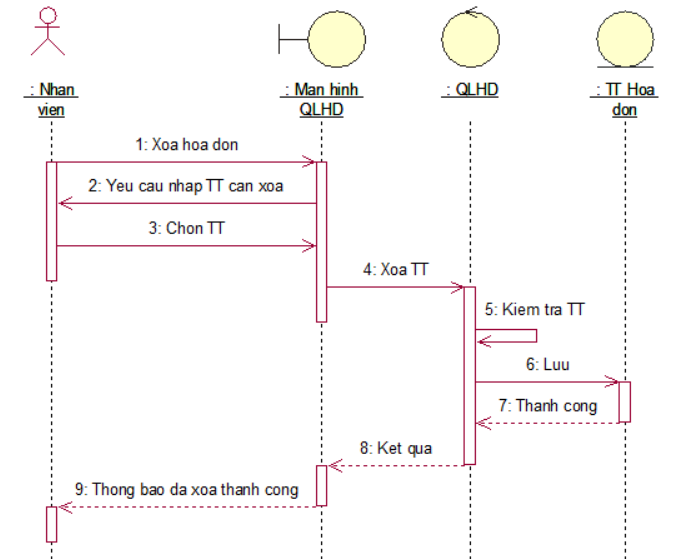 : Nhan
vien
: Man hinh
QLHD
: QLHD
: TT Hoa
don
1: Xoa hoa don
2: Yeu cau nhap TT can xoa
3: Chon TT
4: Xoa TT
5: Kiem tra TT
6: Luu
7: Thanh cong
8: Ket qua
9: Thong bao da xoa thanh cong